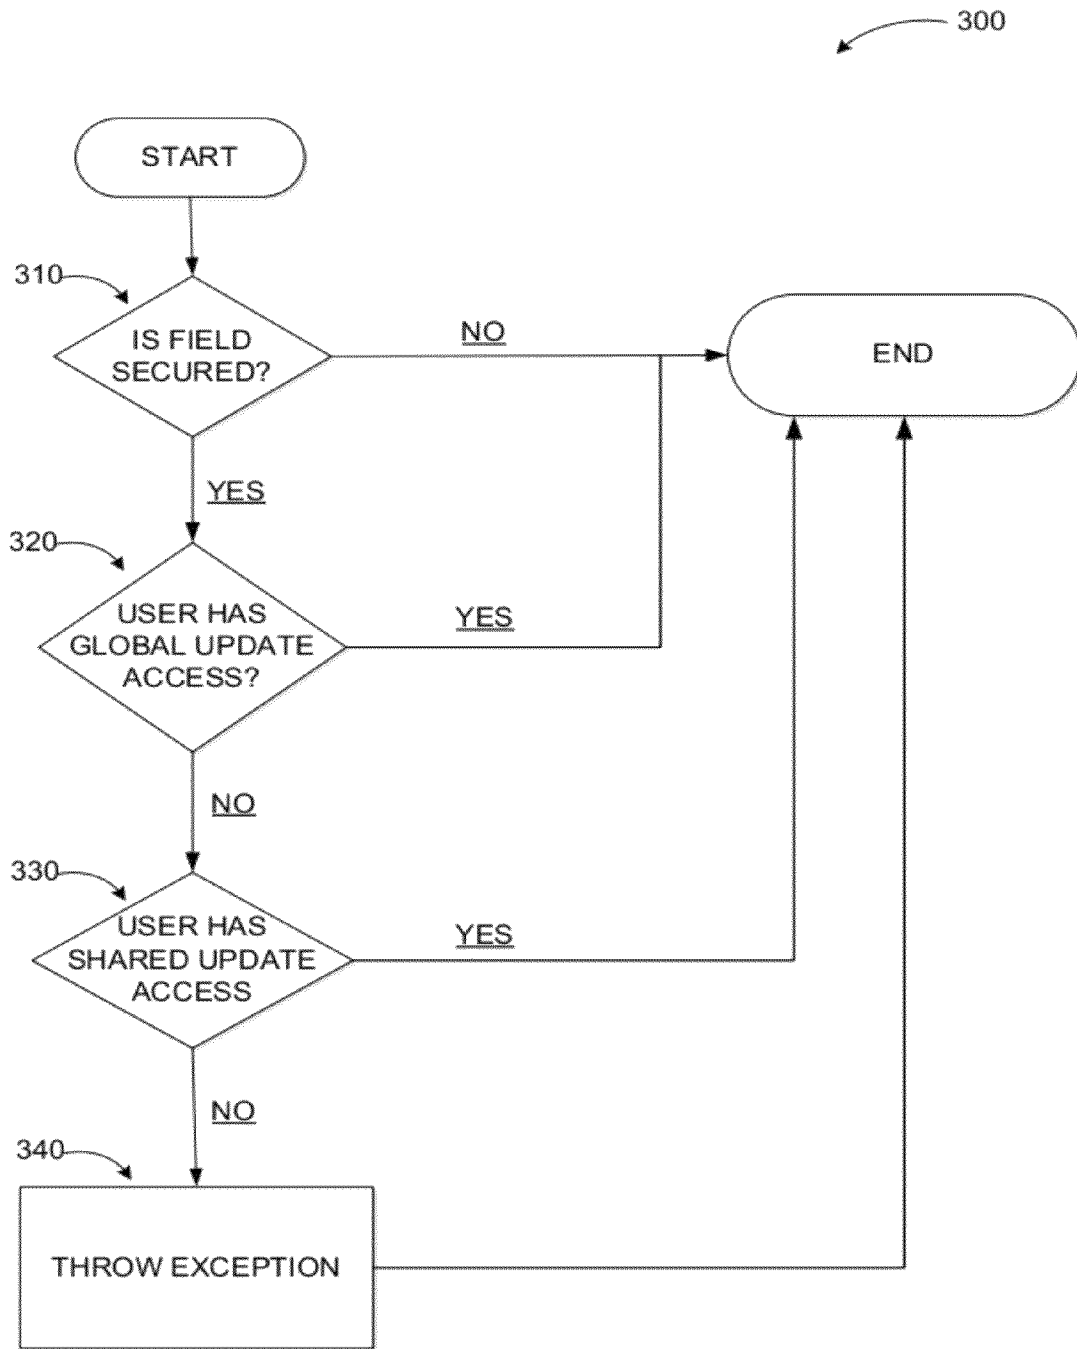 300
START
310
IS FIELD
SECURED?
NO
END
YES
320
USER HAS
GLOBAL UPDATE
ACCESS?
YES
NO
330
USER HAS
SHARED UPDATE
ACCESS
YES
NO
340
THROW EXCEPTION